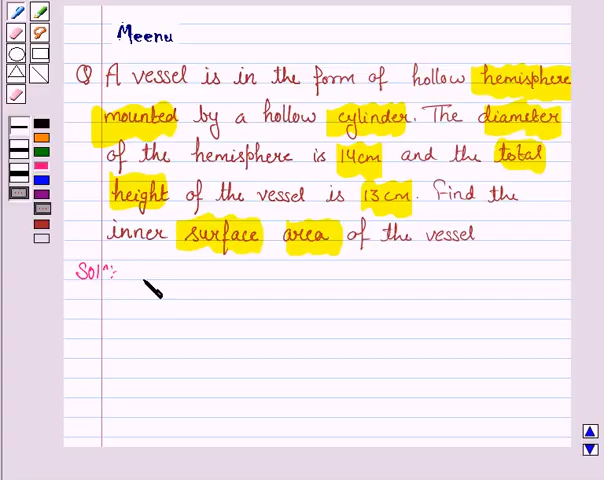 Meenu
Q A vessel is in the form of hollow hemisphere
mounted by a hollow cylinder. The diameter
of the hemisphere is 14cm and the total
height of the vessel is 13cm. Find the
inner surface area of the vessel
Solⁿ: